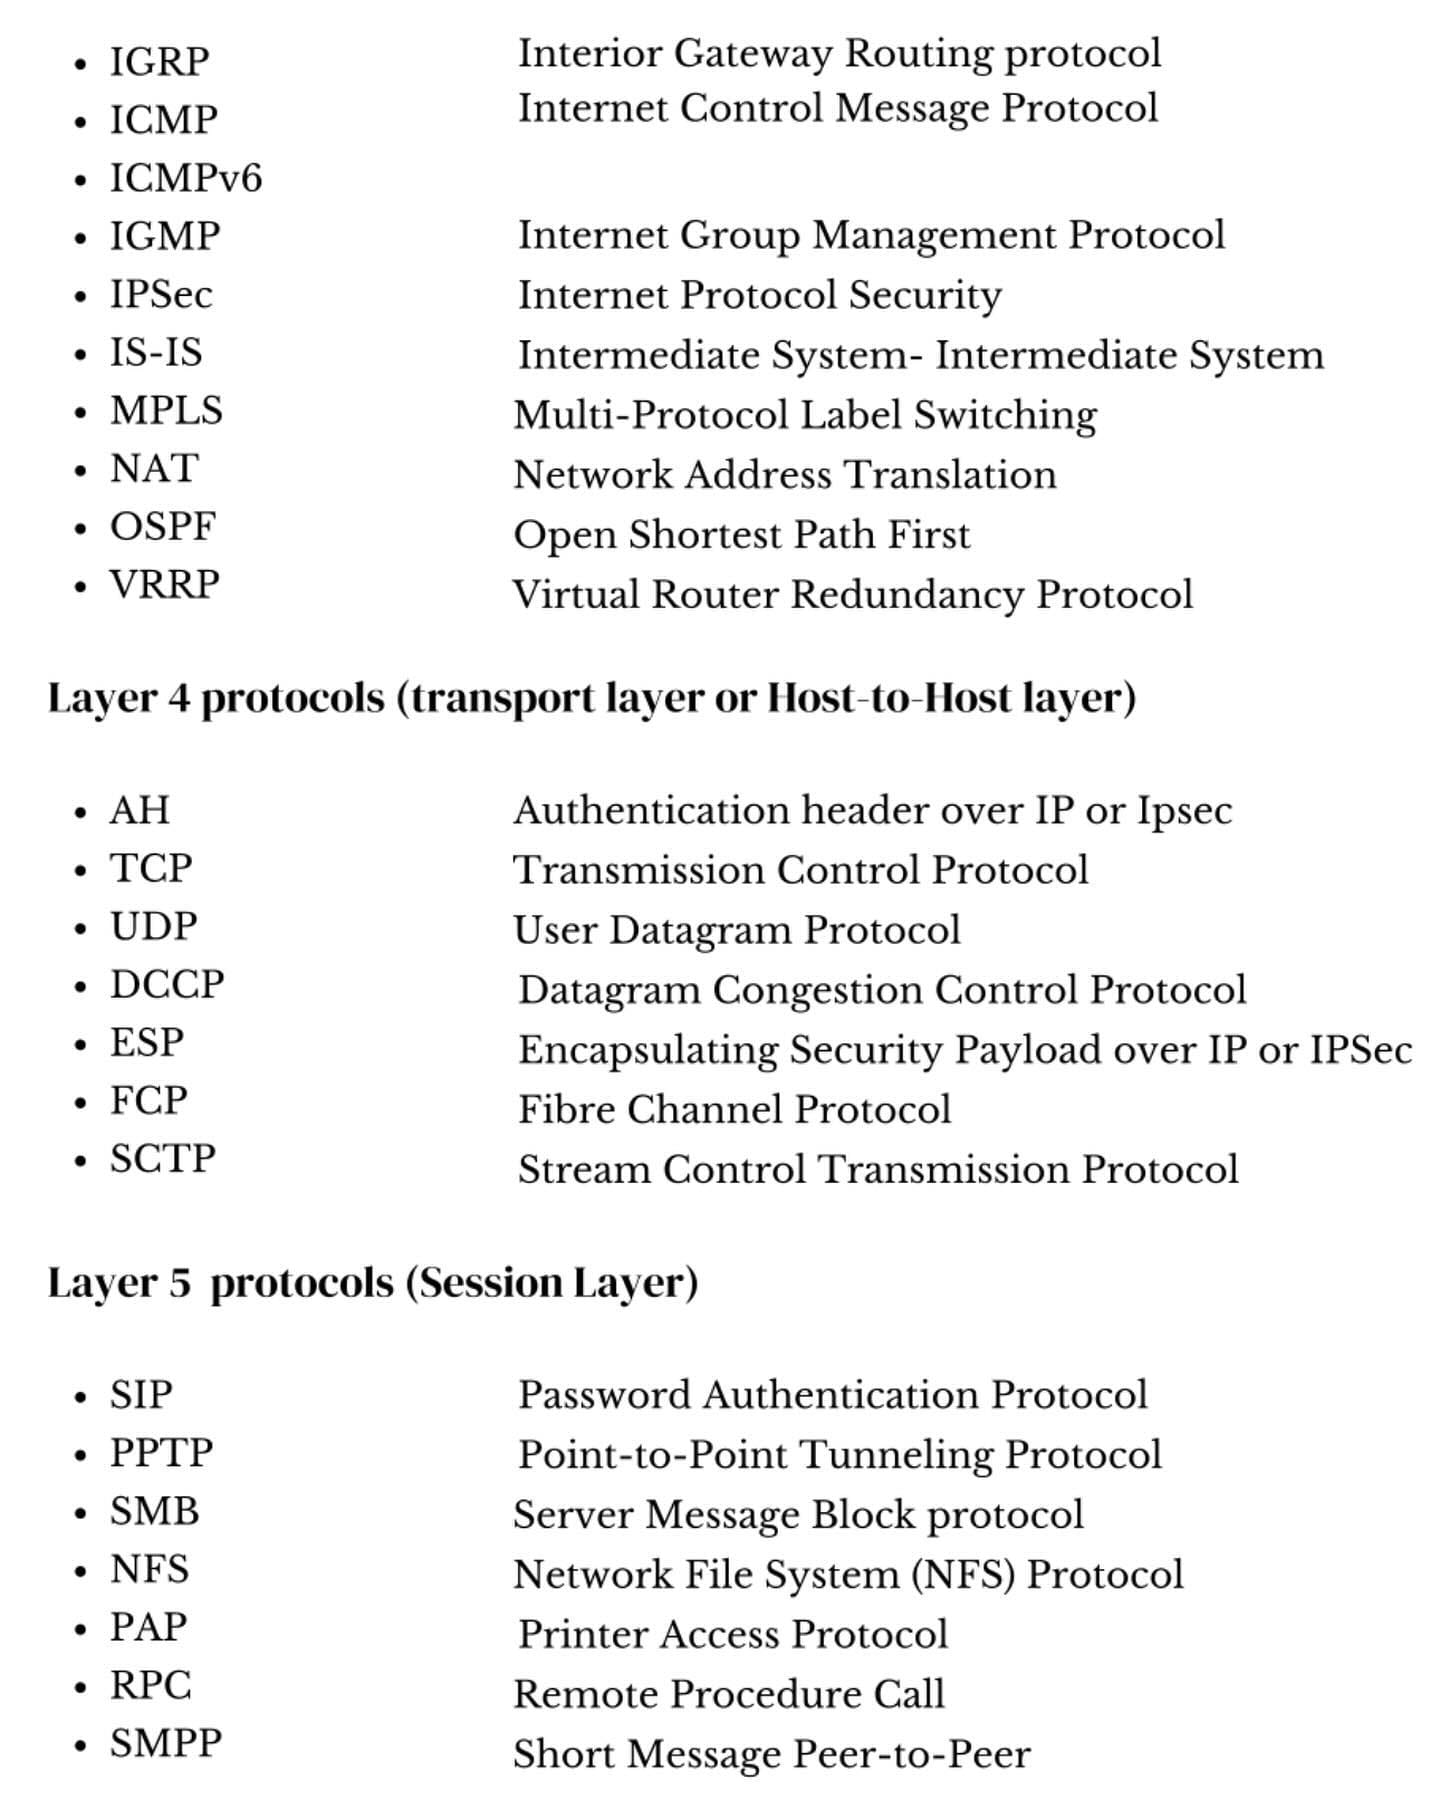 • IGRP Interior Gateway Routing protocol
• ICMP Internet Control Message Protocol
• ICMPv6
• IGMP Internet Group Management Protocol
• IPSec Internet Protocol Security
• IS-IS Intermediate System- Intermediate System
• MPLS Multi-Protocol Label Switching
• NAT Network Address Translation
• OSPF Open Shortest Path First
• VRRP Virtual Router Redundancy Protocol
Layer 4 protocols (transport layer or Host-to-Host layer)
• AH Authentication header over IP or Ipsec
• TCP Transmission Control Protocol
• UDP User Datagram Protocol
• DCCP Datagram Congestion Control Protocol
• ESP Encapsulating Security Payload over IP or IPSec
• FCP Fibre Channel Protocol
• SCTP Stream Control Transmission Protocol
Layer 5 protocols (Session Layer)
• SIP Password Authentication Protocol
• PPTP Point-to-Point Tunneling Protocol
• SMB Server Message Block protocol
• NFS Network File System (NFS) Protocol
• PAP Printer Access Protocol
• RPC Remote Procedure Call
• SMPP Short Message Peer-to-Peer